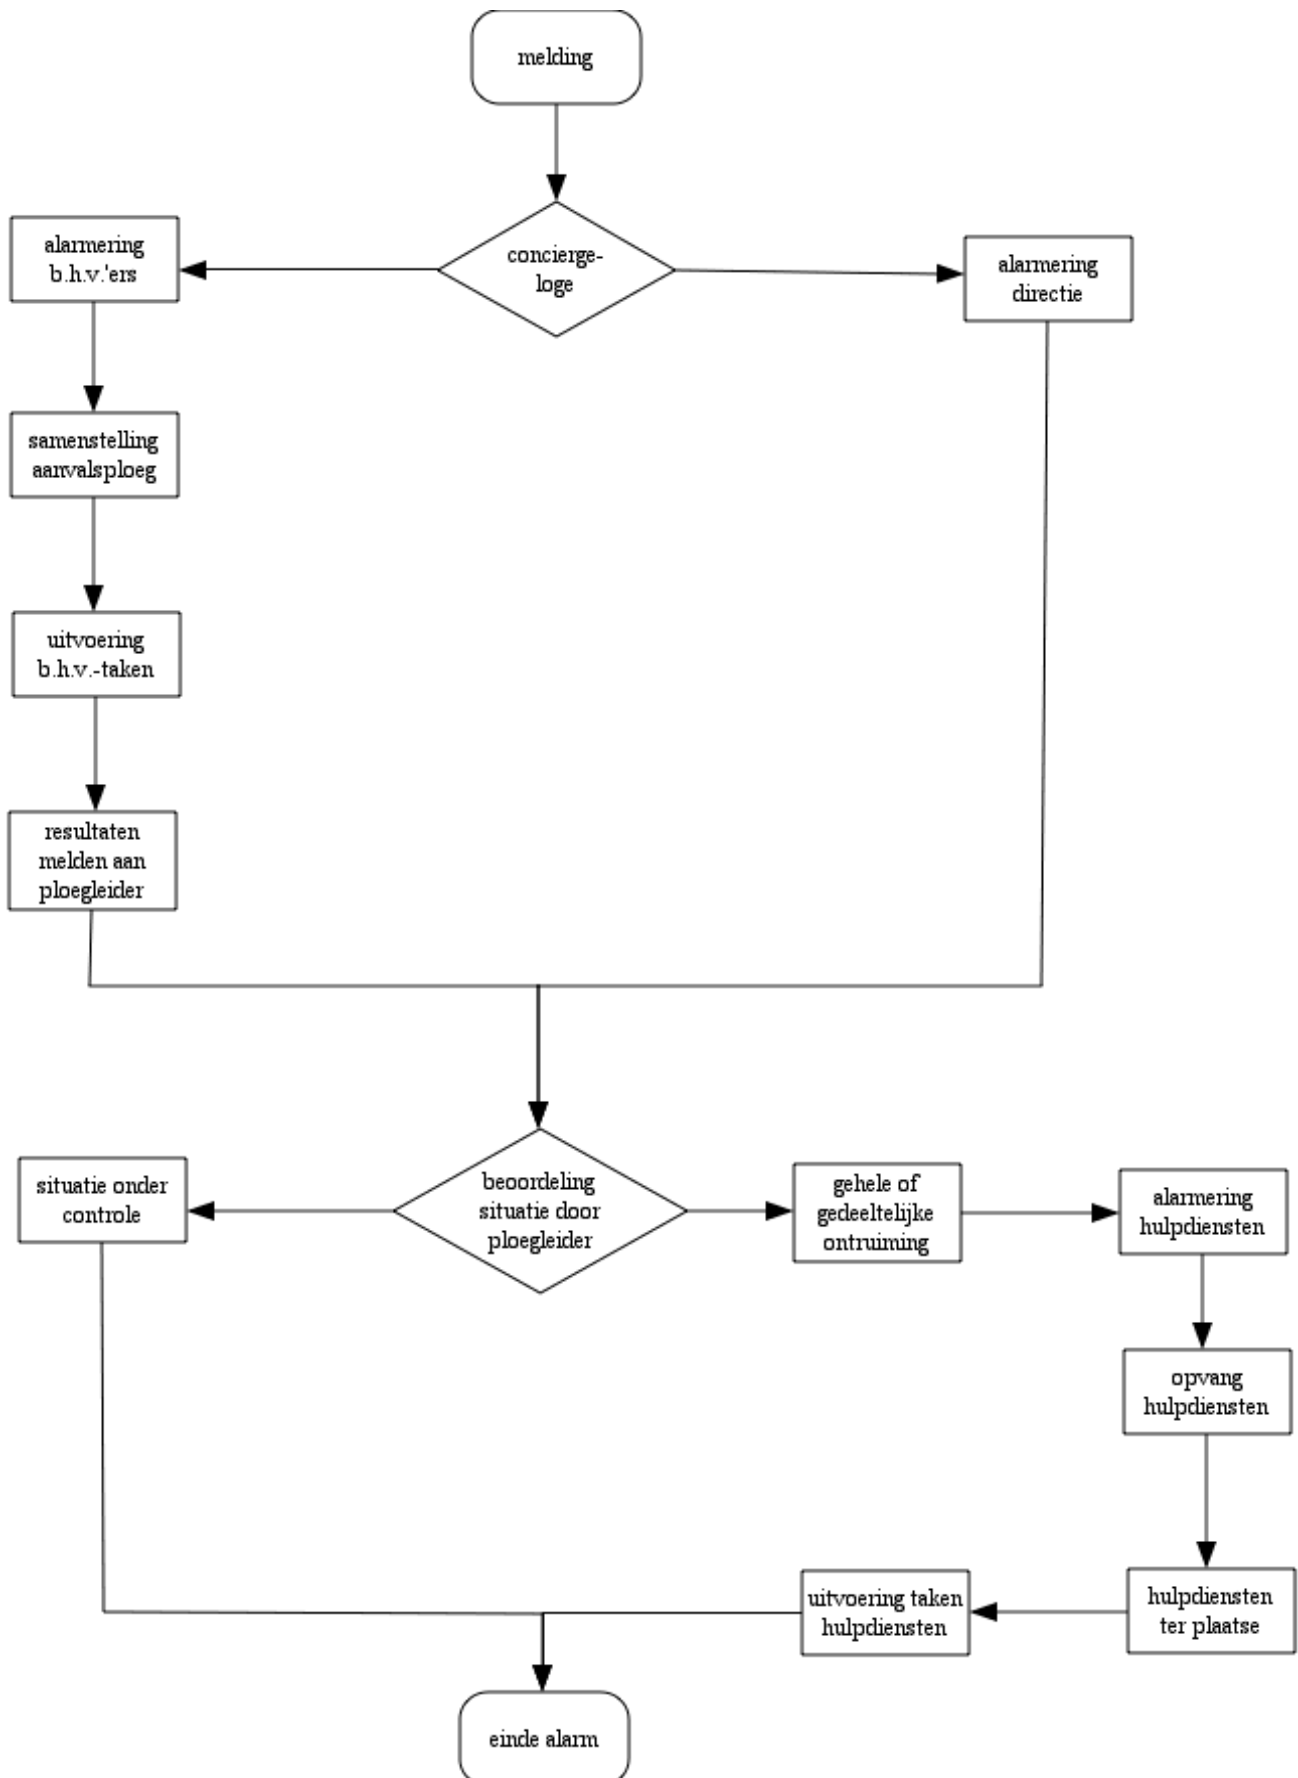 melding
concierge-
loge
alarmering
b.h.v.'ers
alarmering
directie
samenstelling
aanvalsploeg
uitvoering
b.h.v.-taken
resultaten
melden aan
ploegleider
situatie onder
controle
beoordeling
situatie door
ploegleider
gehele of
gedeeltelijke
ontruiming
alarmering
hulpdiensten
opvang
hulpdiensten
hulpdiensten
ter plaatse
uitvoering taken
hulpdiensten
einde alarm